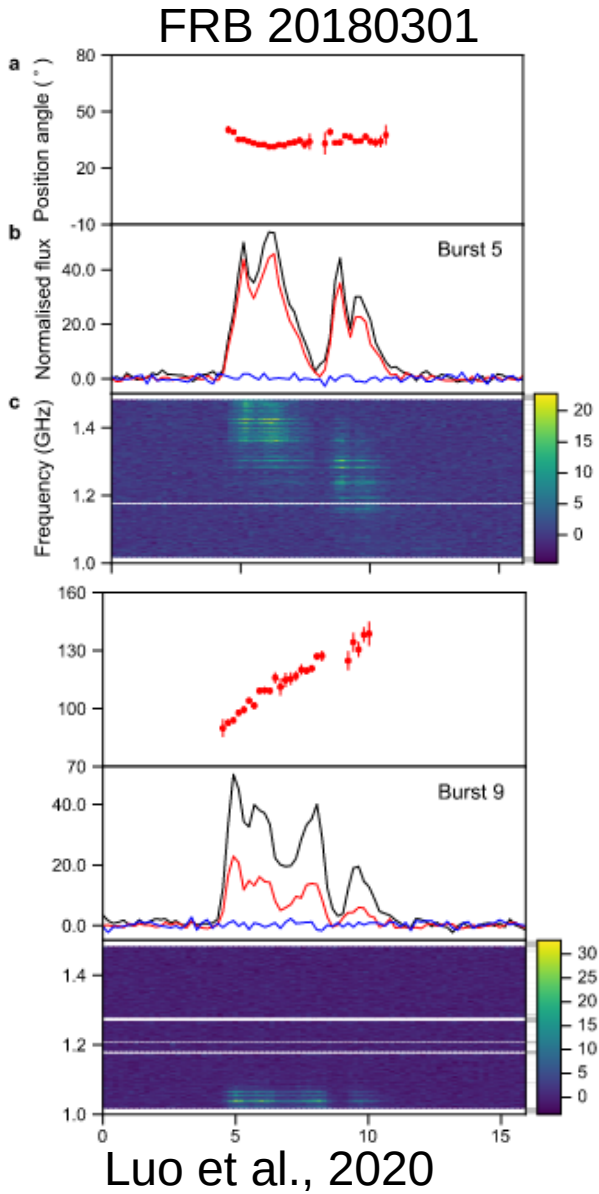 FRB 20180301
a
80
50
20
-10
Position angle (°)
b
Burst 5
40.0
20.0
0.0
Normalised flux
c
1.4
1.2
1.0
Frequency (GHz)
20
15
10
5
0
160
130
100
70
Burst 9
40.0
20.0
0.0
1.4
1.2
1.0
30
25
20
15
10
5
0
0 5 10 15
Luo et al., 2020